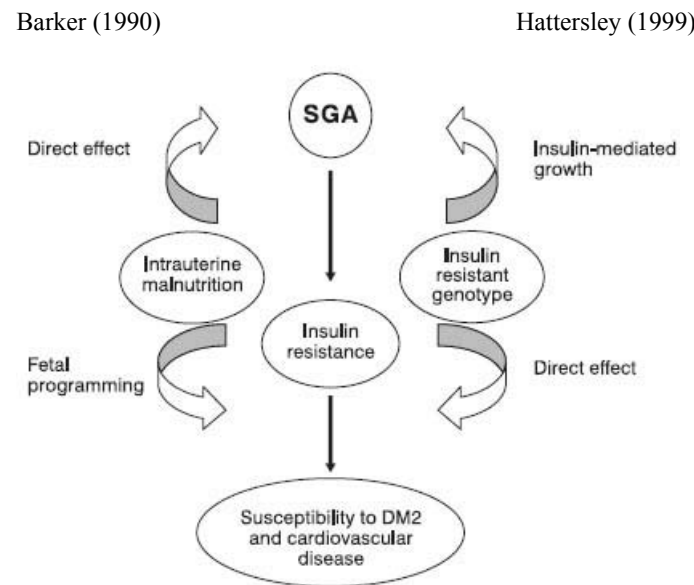 Barker (1990)
Hattersley (1999)
SGA
Direct effect
Insulin-mediated
growth
Intrauterine
malnutrition
Insulin
resistant
genotype
Insulin
resistance
Fetal
programming
Direct effect
Susceptibility to DM2
and cardiovascular
disease